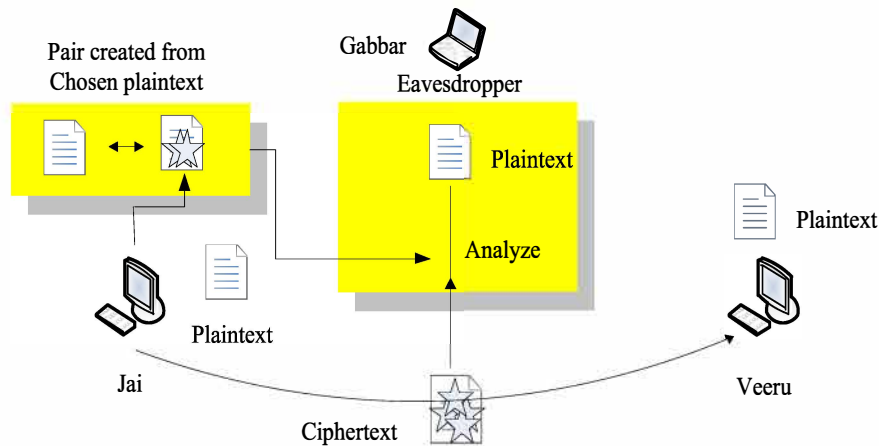 Pair created from
Chosen plaintext
Gabbar
Eavesdropper
Plaintext
Plaintext
Analyze
Plaintext
Jai
Ciphertext
Veeru